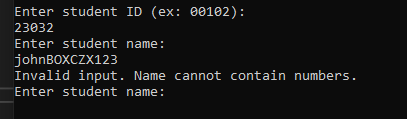 Enter student ID (ex: 00102):
23032
Enter student name:
johnBOXCZX123
Invalid input. Name cannot contain numbers.
Enter student name: